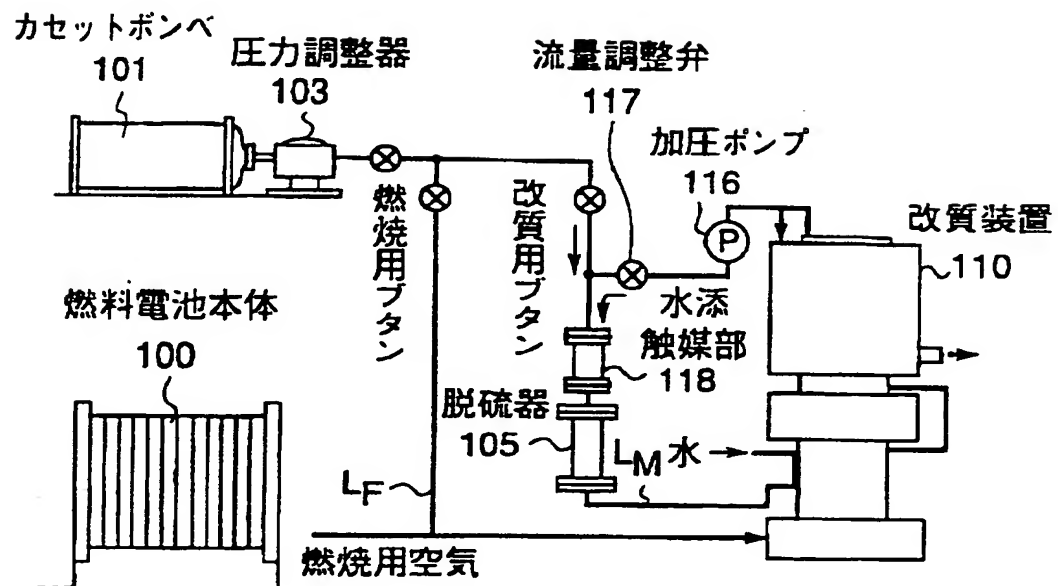 カセットボンベ
101
圧力調整器
103
流量調整弁
117
加圧ポンプ
116
P
改質装置
110
燃焼用ブタン
改質用ブタン
水添
触媒部
118
燃料電池本体
100
脱硫器
105
LM 水
LF
燃焼用空気